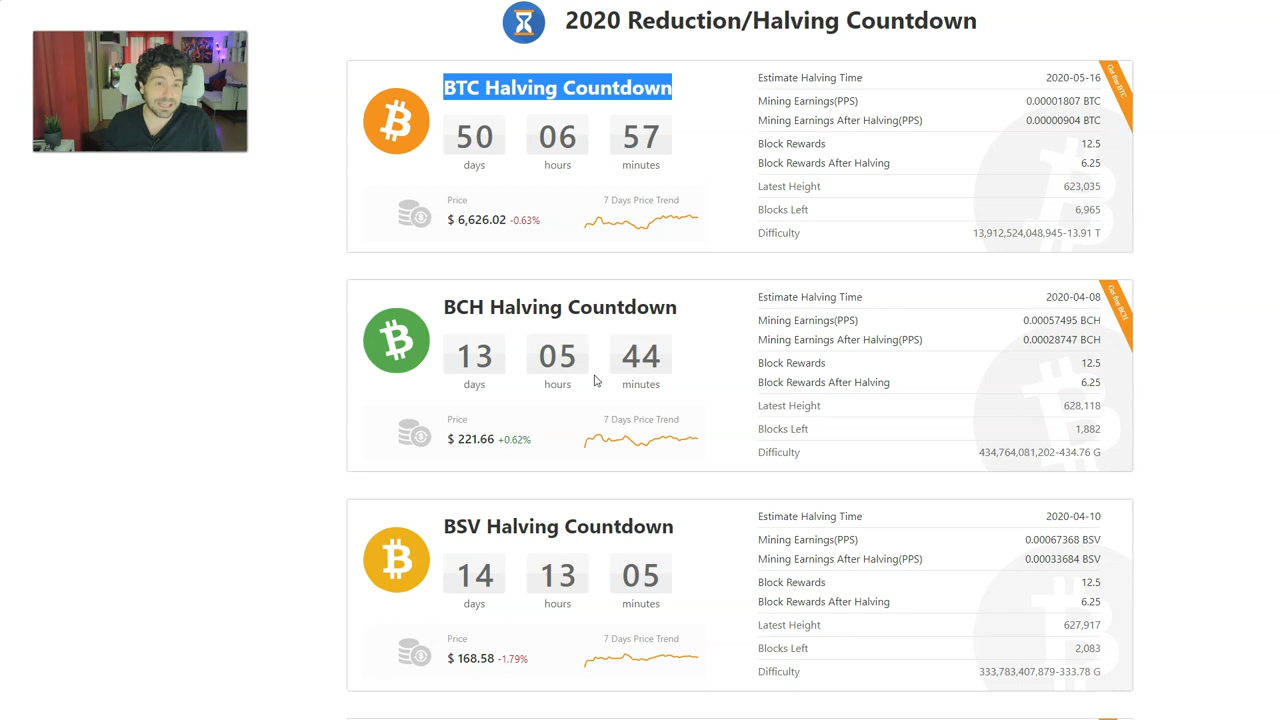 2020 Reduction/Halving Countdown
BTC Halving Countdown
50 06 57
days hours minutes
Price 7 Days Price Trend
$ 6,626.02 -0.63%
Estimate Halving Time 2020-05-16
Mining Earnings(PPS) 0.00001807 BTC
Mining Earnings After Halving(PPS) 0.00000904 BTC
Block Rewards 12.5
Block Rewards After Halving 6.25
Latest Height 623,035
Blocks Left 6,965
Difficulty 13,912,524,048,945-13.91 T
Get free BTC
BCH Halving Countdown
13 05 44
days hours minutes
Price 7 Days Price Trend
$ 221.66 +0.62%
Estimate Halving Time 2020-04-08
Mining Earnings(PPS) 0.00057495 BCH
Mining Earnings After Halving(PPS) 0.00028747 BCH
Block Rewards 12.5
Block Rewards After Halving 6.25
Latest Height 628,118
Blocks Left 1,882
Difficulty 434,764,081,202-434.76 G
Get free BCH
BSV Halving Countdown
14 13 05
days hours minutes
Price 7 Days Price Trend
$ 168.58 -1.79%
Estimate Halving Time 2020-04-10
Mining Earnings(PPS) 0.00067368 BSV
Mining Earnings After Halving(PPS) 0.00033684 BSV
Block Rewards 12.5
Block Rewards After Halving 6.25
Latest Height 627,917
Blocks Left 2,083
Difficulty 333,783,407,879-333.78 G